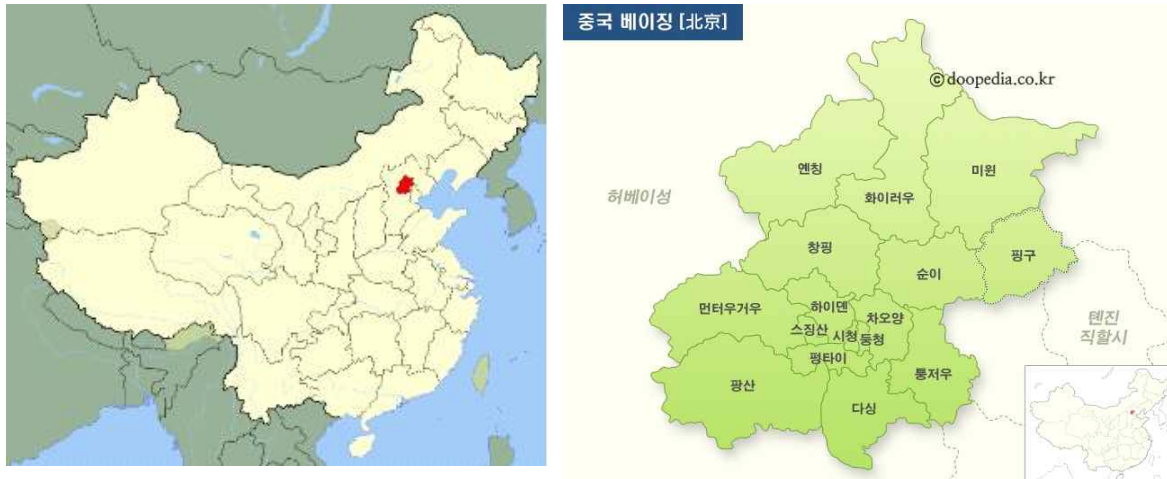 중국 베이징 [北京]
ⓒdoopedia.co.kr
옌칭
미윈
허베이성
화이러우
창핑
순이
핑구
먼터우거우
하이뎬
차오양
톈진
직할시
스징산
시청
둥청
펑타이
퉁저우
팡산
다싱